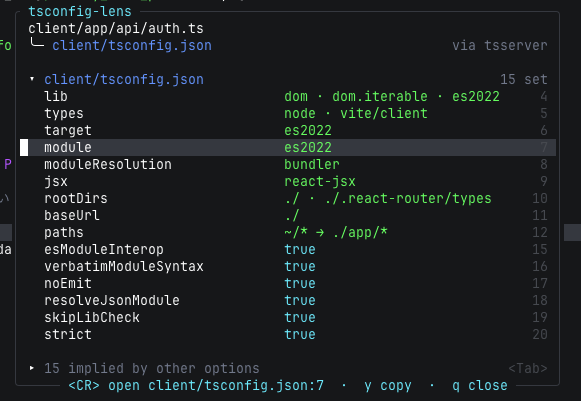 tsconfig-lens
client/app/api/auth.ts
fo
╰─ client/tsconfig.json via tsserver
▾ client/tsconfig.json 15 set
lib dom · dom.iterable · es2022 4
types node · vite/client 5
target es2022 6
module es2022 7
P moduleResolution bundler 8
jsx react-jsx 9
い rootDirs ./ · ./.react-router/types 10
baseUrl ./ 11
paths ~/* → ./app/* 12
da esModuleInterop true 15
verbatimModuleSyntax true 16
noEmit true 17
resolveJsonModule true 18
skipLibCheck true 19
strict true 20
▸ 15 implied by other options <Tab>
<CR> open client/tsconfig.json:7 · y copy · q close